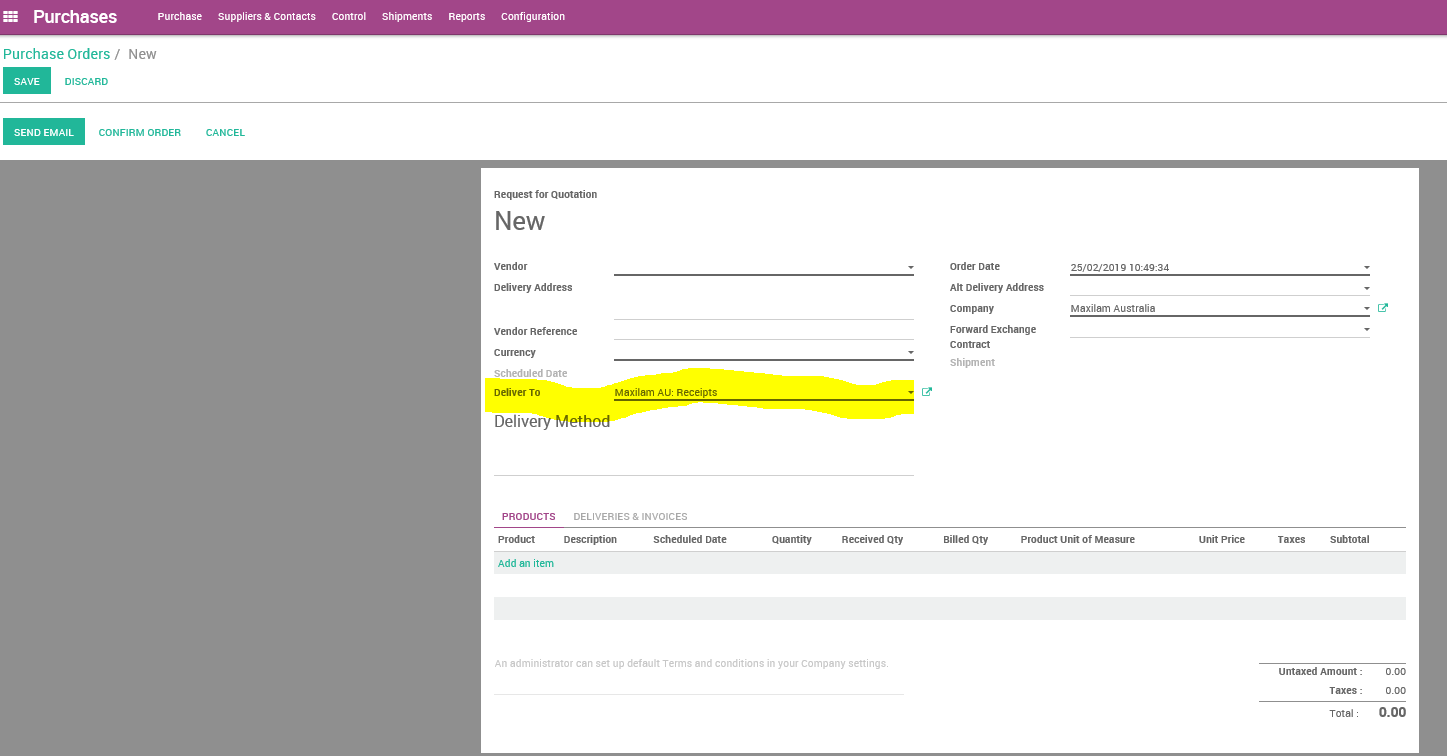 Purchases Purchase Suppliers & Contacts Control Shipments Reports Configuration
Purchase Orders / New
SAVE DISCARD
SEND EMAIL CONFIRM ORDER CANCEL
Request for Quotation
New
Vendor
Order Date 25/02/2019 10:49:34
Delivery Address
Alt Delivery Address
Company Maxilam Australia
Vendor Reference
Forward Exchange
Contract
Currency
Shipment
Scheduled Date
Deliver To Maxilam AU: Receipts
Delivery Method
PRODUCTS DELIVERIES & INVOICES
Product Description Scheduled Date Quantity Received Qty Billed Qty Product Unit of Measure Unit Price Taxes Subtotal
Add an item
An administrator can set up default Terms and conditions in your Company settings.
Untaxed Amount : 0.00
Taxes : 0.00
Total : 0.00